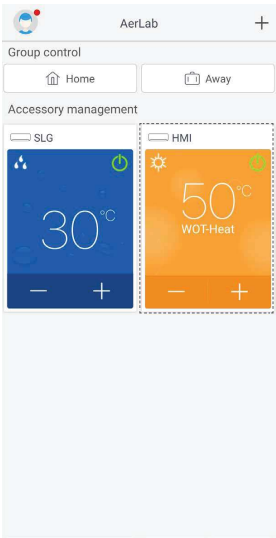 AerLab
Group control
Home
Away
Accessory management
SLG
HMI
30°C
50°C
WOT-Heat